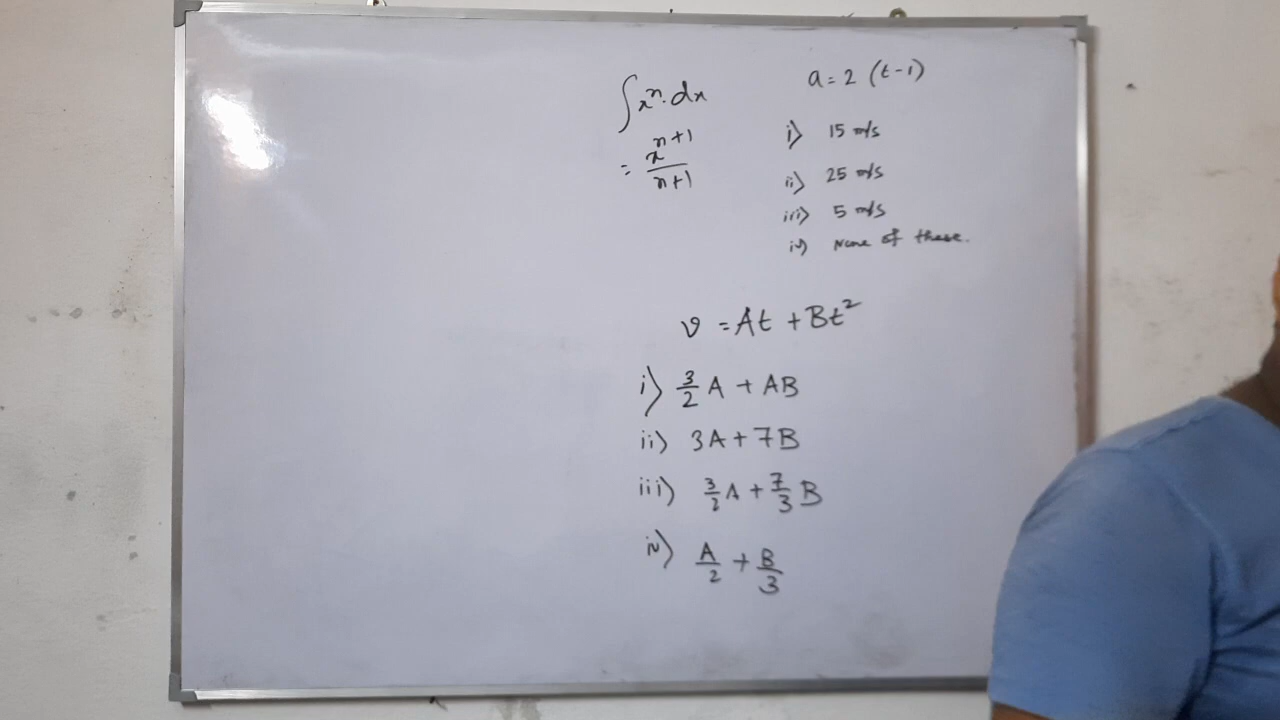 ∫xⁿ·dx
= xⁿ⁺¹/n+1
a = 2 (t-1)
i) 15 m/s
ii) 25 m/s
iii) 5 m/s
iv) None of these.
v = At + Bt²
i) 3/2 A + AB
ii) 3A + 7B
iii) 3/2 A + 7/3 B
iv) A/2 + B/3